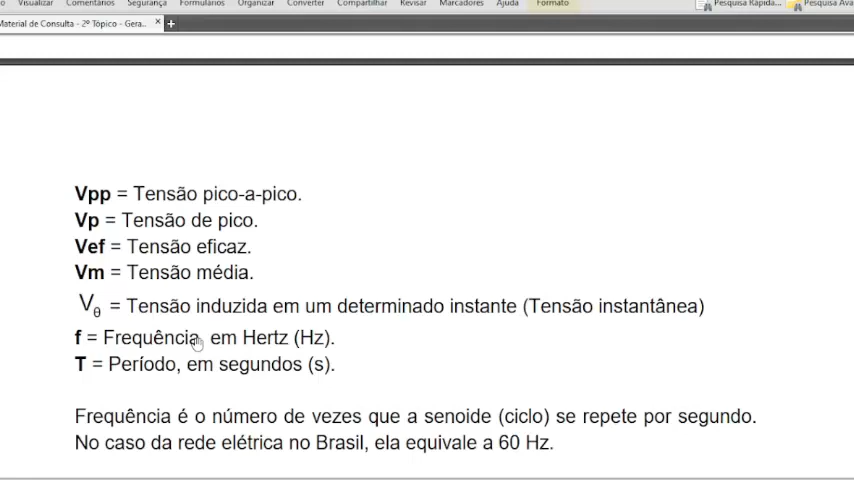 Visualizar Comentários Segurança Formulários Organizar Converter Compartilhar Revisar Marcadores Ajuda Formato Pesquisa Rápida... Pesquisa Ava
Material de Consulta - 2º Tópico - Gera... × +
Vpp = Tensão pico-a-pico.
Vp = Tensão de pico.
Vef = Tensão eficaz.
Vm = Tensão média.
Vθ = Tensão induzida em um determinado instante (Tensão instantânea)
f = Frequência, em Hertz (Hz).
T = Período, em segundos (s).
Frequência é o número de vezes que a senoide (ciclo) se repete por segundo.
No caso da rede elétrica no Brasil, ela equivale a 60 Hz.